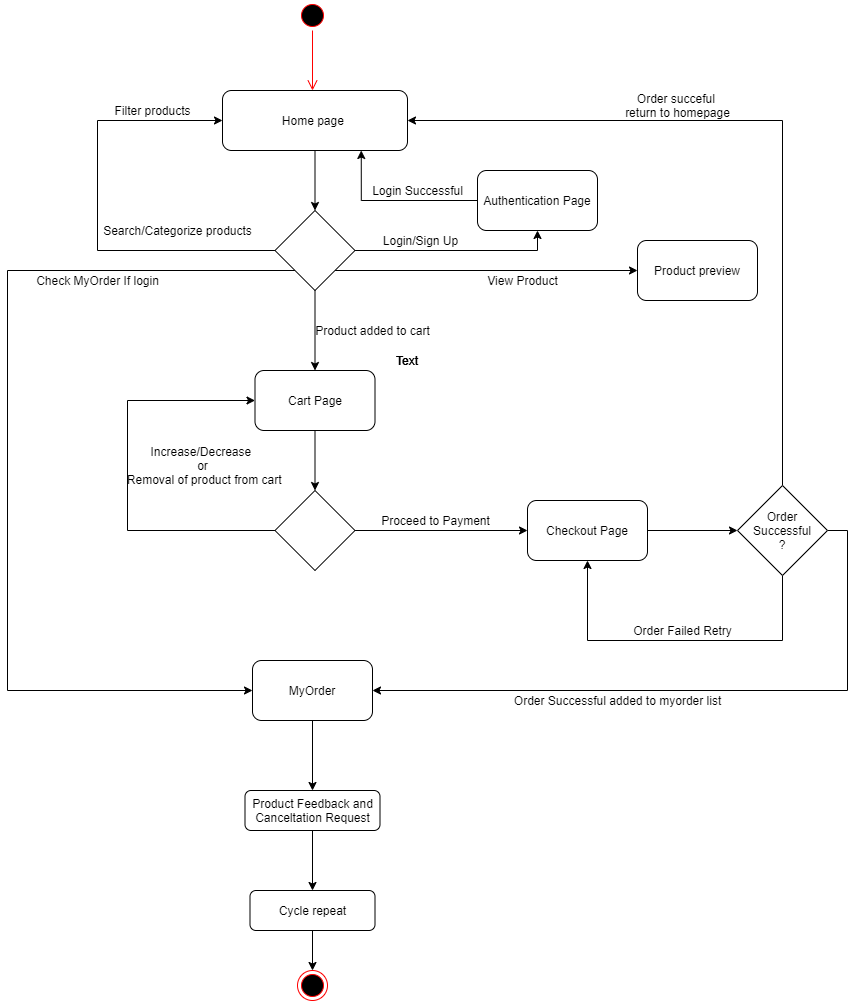 Order succeful
return to homepage
Filter products
Home page
Login Successful
Authentication Page
Search/Categorize products
Login/Sign Up
Product preview
Check MyOrder If login
View Product
Product added to cart
Text
Cart Page
Increase/Decrease
or
Removal of product from cart
Proceed to Payment
Checkout Page
Order
Successful
?
Order Failed Retry
MyOrder
Order Successful added to myorder list
Product Feedback and
Canceltation Request
Cycle repeat